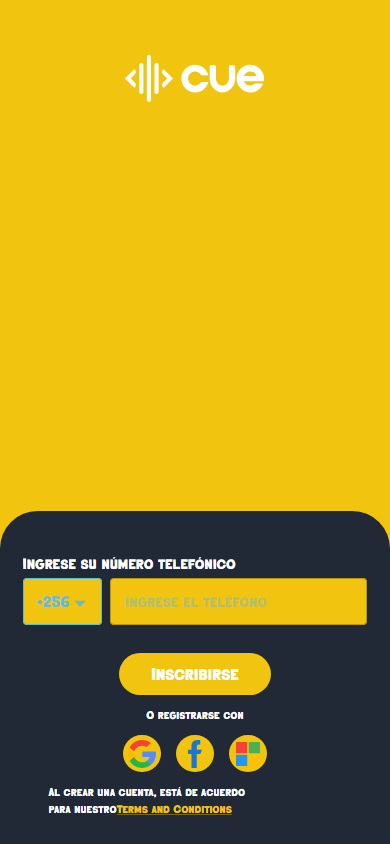 cue
Ingrese su número telefónico
+256
Ingrese el telefono
Inscribirse
O registrarse con
Al crear una cuenta, está de acuerdo
para nuestroTerms and Conditions